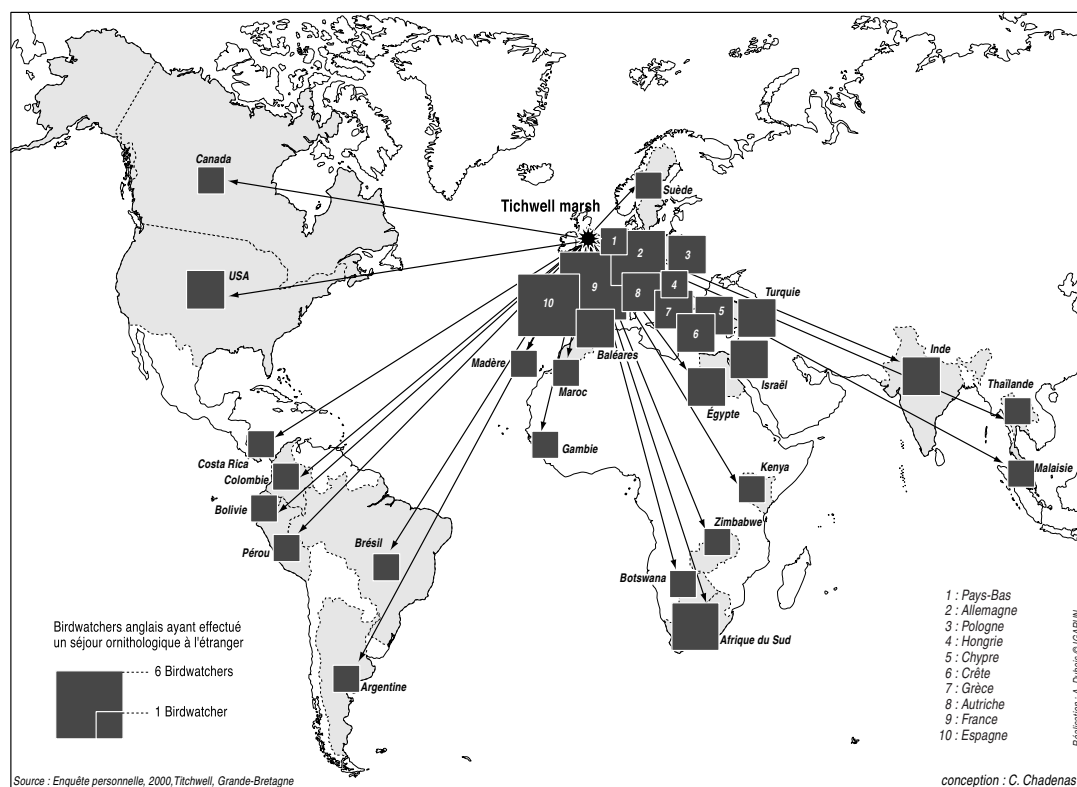 Canada
Suède
Tichwell marsh
1
2
3
USA
4
9
8
10
7
5
Turquie
6
Baléares
Inde
Madère
Maroc
Israël
Thaïlande
Égypte
Costa Rica
Gambie
Colombie
Kenya
Malaisie
Bolivie
Zimbabwe
Pérou
Brésil
Botswana
Afrique du Sud
Argentine
Birdwatchers anglais ayant effectué
un séjour ornithologique à l'étranger
6 Birdwatchers
1 Birdwatcher
1 : Pays-Bas
2 : Allemagne
3 : Pologne
4 : Hongrie
5 : Chypre
6 : Crête
7 : Grèce
8 : Autriche
9 : France
10 : Espagne
Source : Enquête personnelle, 2000,Titchwell, Grande-Bretagne
conception : C. Chadenas